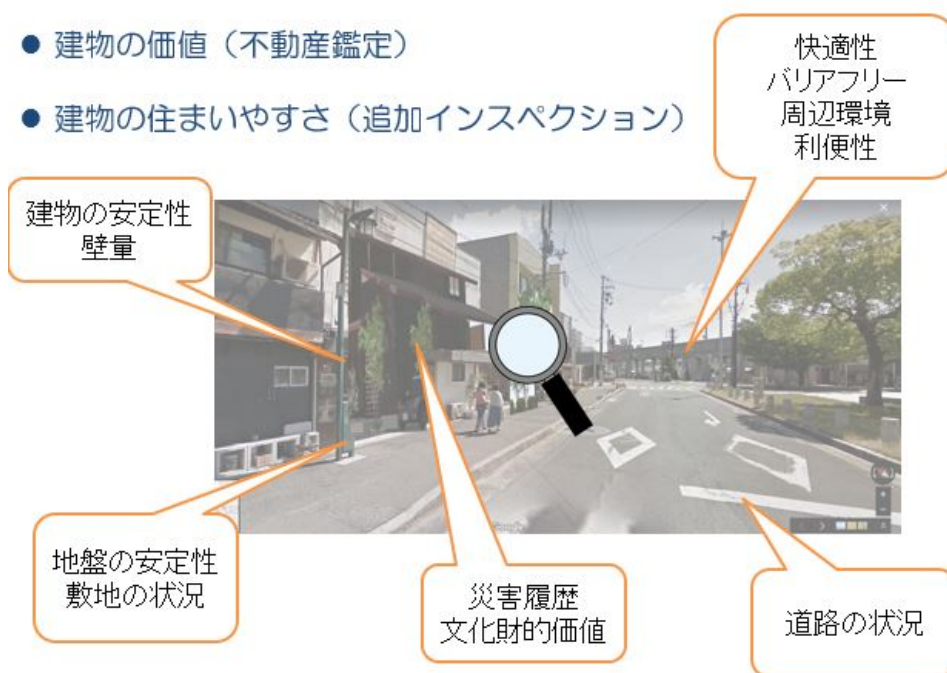 ● 建物の価値（不動産鑑定）
● 建物の住まいやすさ（追加インスペクション）
快適性
バリアフリー
周辺環境
利便性
建物の安定性
壁量
地盤の安定性
敷地の状況
災害履歴
文化財的価値
道路の状況